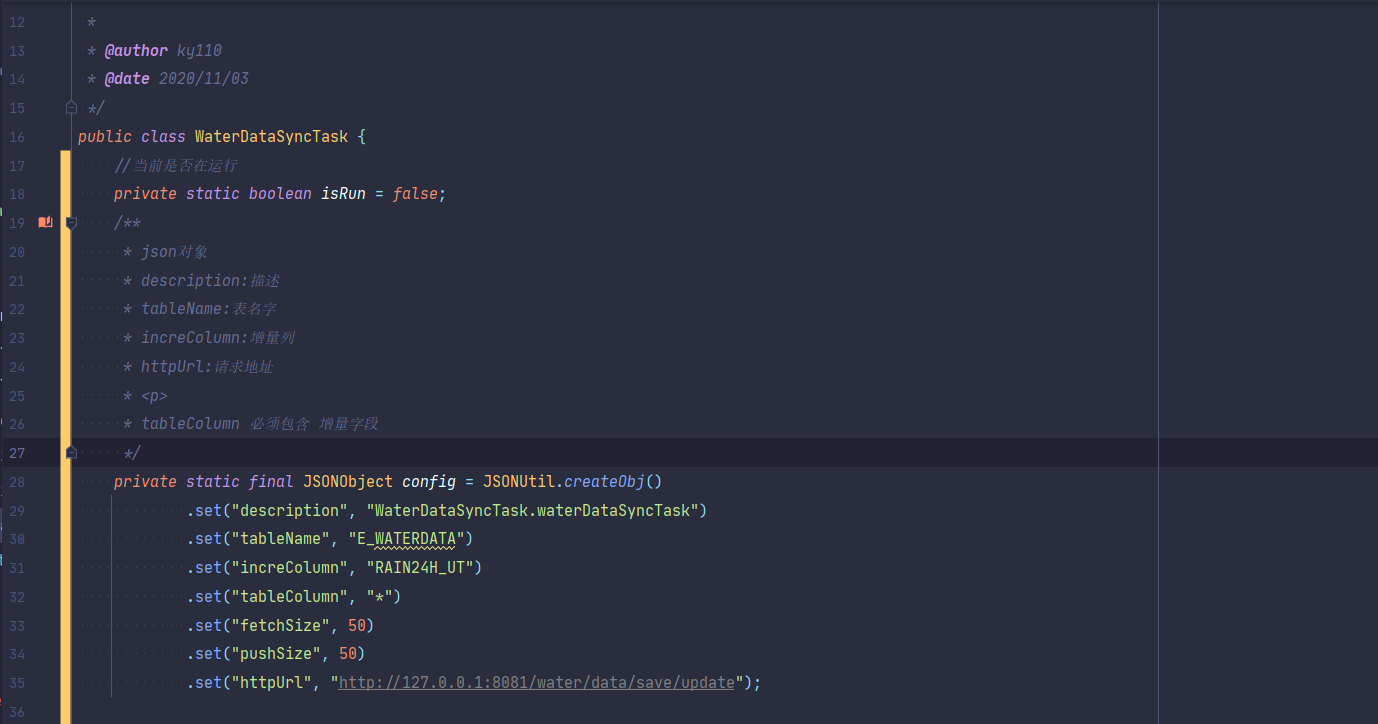 12 *
13 * @author ky110
14 * @date 2020/11/03
15 */
16 public class WaterDataSyncTask {
17 //当前是否在运行
18 private static boolean isRun = false;
19 /**
20 * json对象
21 * description:描述
22 * tableName:表名字
23 * increColumn:增量列
24 * httpUrl:请求地址
25 * <p>
26 * tableColumn 必须包含 增量字段
27 */
28 private static final JSONObject config = JSONUtil.createObj()
29 .set("description", "WaterDataSyncTask.waterDataSyncTask")
30 .set("tableName", "E_WATERDATA")
31 .set("increColumn", "RAIN24H_UT")
32 .set("tableColumn", "*")
33 .set("fetchSize", 50)
34 .set("pushSize", 50)
35 .set("httpUrl", "http://127.0.0.1:8081/water/data/save/update");
36